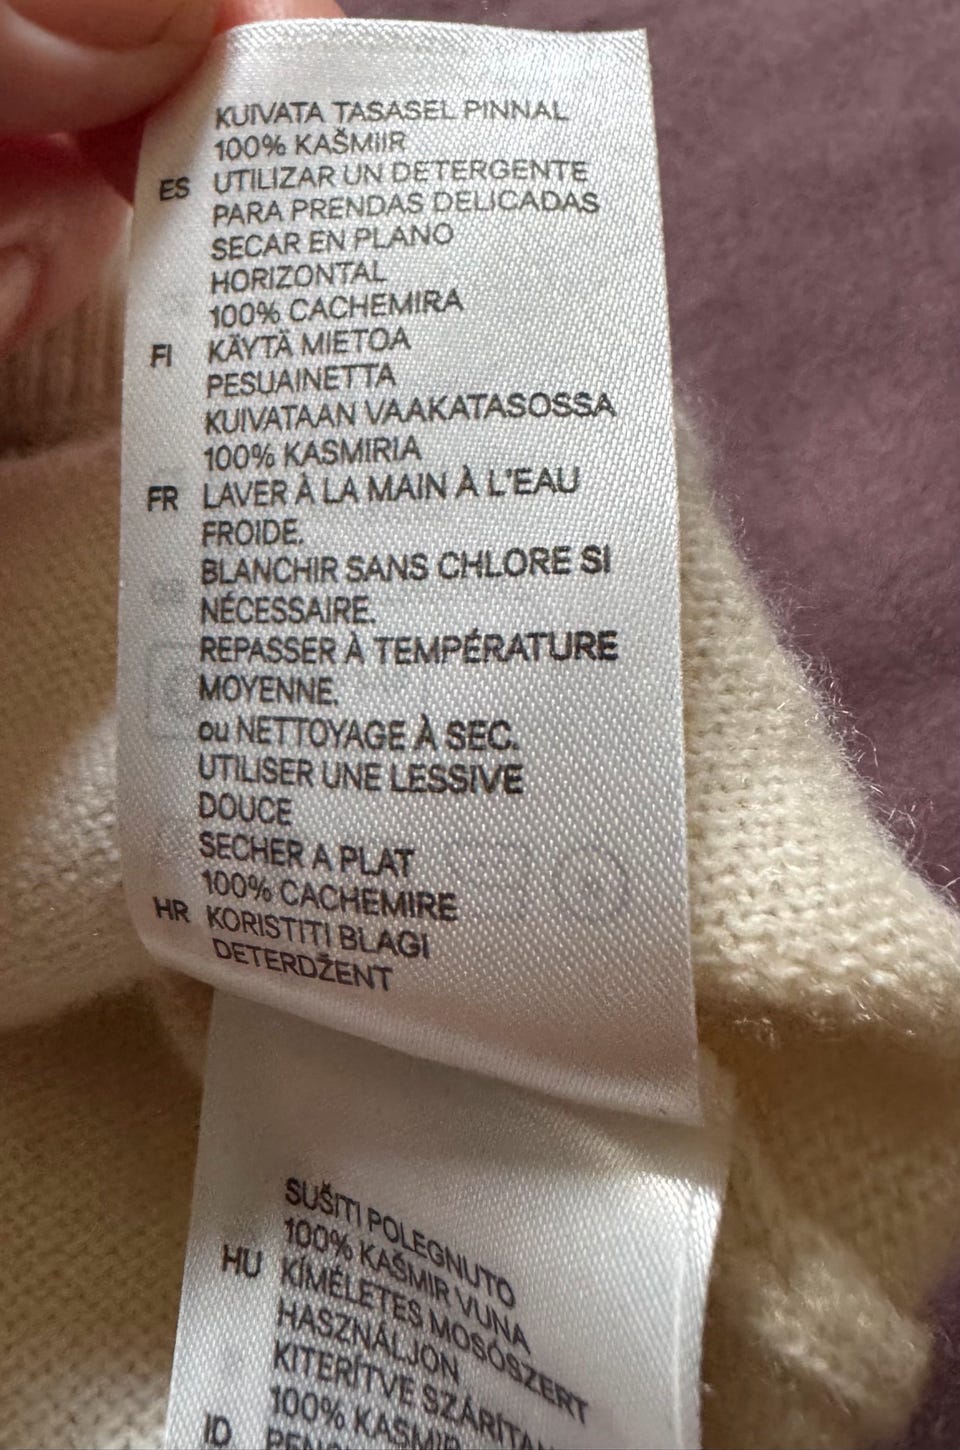 KUIVATA TASASEL PINNAL
100% KAŠMIIR
ES UTILIZAR UN DETERGENTE
PARA PRENDAS DELICADAS
SECAR EN PLANO
HORIZONTAL
100% CACHEMIRA
FI KÄYTÄ MIETOA
PESUAINETTA
KUIVATAAN VAAKATASOSSA
100% KASMIRIA
FR LAVER À LA MAIN À L'EAU
FROIDE.
BLANCHIR SANS CHLORE SI
NÉCESSAIRE.
REPASSER À TEMPÉRATURE
MOYENNE.
ou NETTOYAGE À SEC.
UTILISER UNE LESSIVE
DOUCE
SECHER A PLAT
100% CACHEMIRE
HR KORISTITI BLAGI
DETERDŽENT
SUŠITI POLEGNUTO
100% KAŠMIR VUNA
HU KÍMÉLETES MOSÓSZERT
HASZNÁLJON
KITERÍTVE
100% KASMÍR
ID